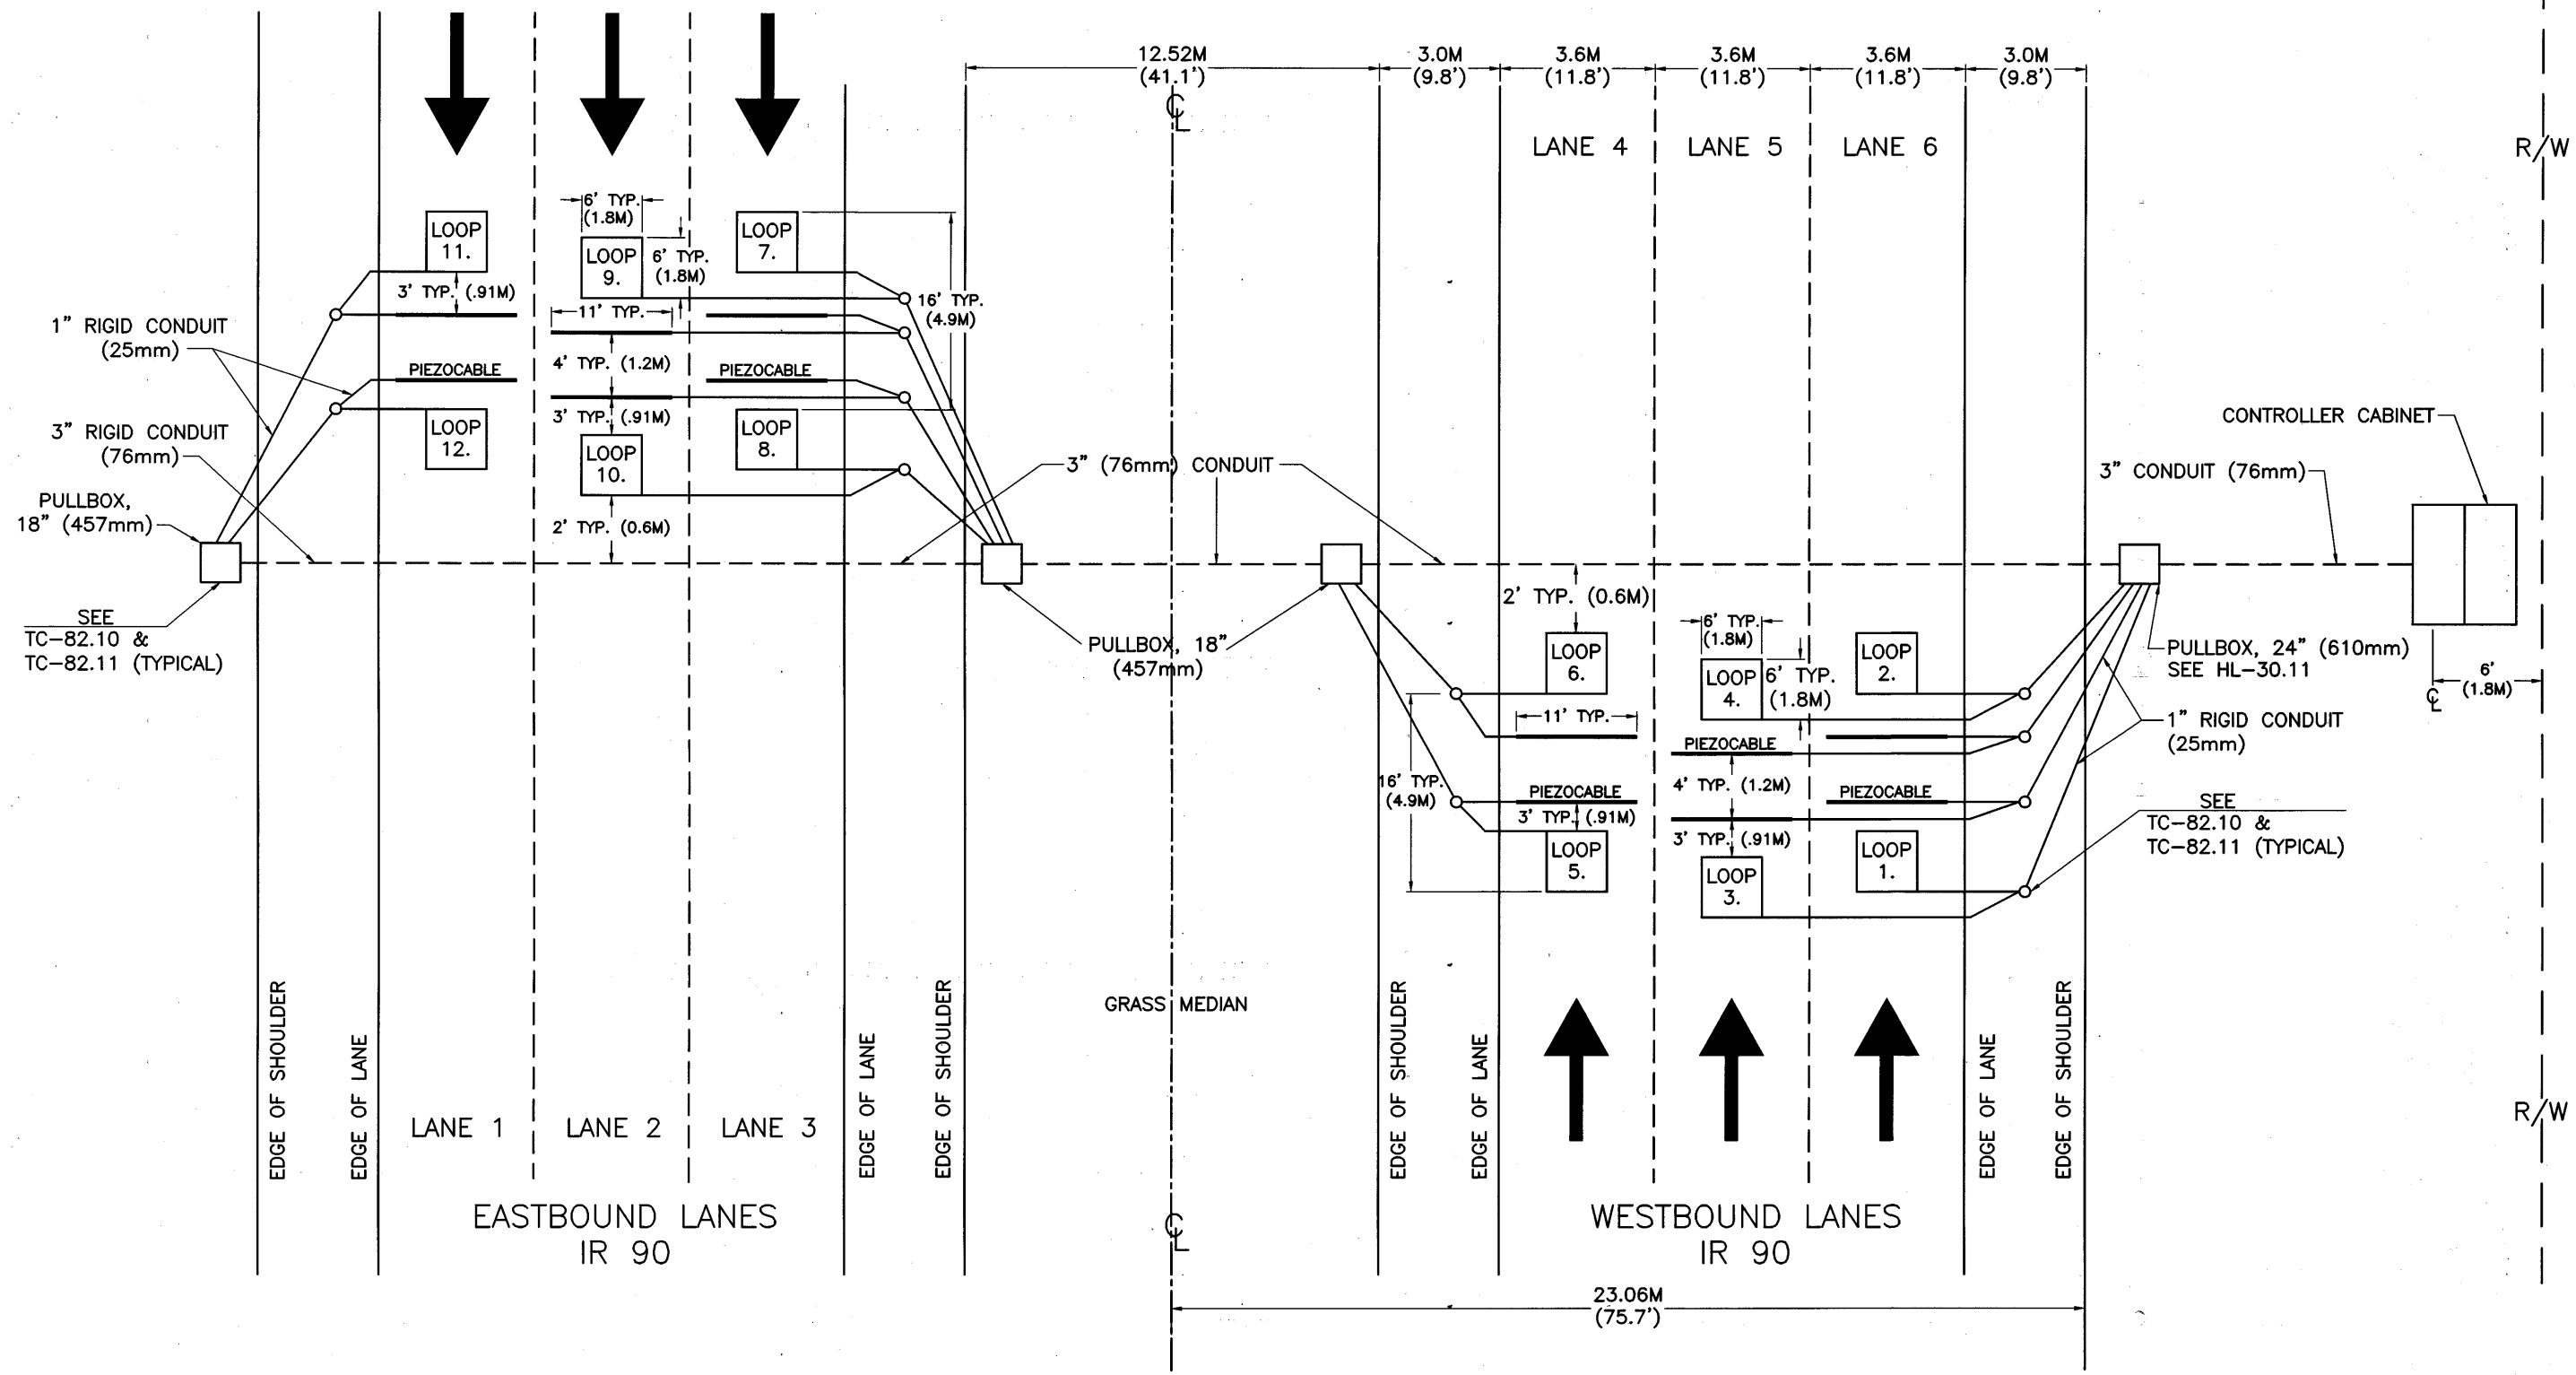 12.52M
(41.1')
3.0M
(9.8')
3.6M
(11.8')
3.6M
(11.8')
3.6M
(11.8')
3.0M
(9.8')
℄
LANE 4
LANE 5
LANE 6
R/W
LOOP
11.
6' TYP.
(1.8M)
LOOP
9.
6' TYP.
(1.8M)
LOOP
7.
3' TYP. (.91M)
11' TYP.
16' TYP.
(4.9M)
1" RIGID CONDUIT
(25mm)
4' TYP. (1.2M)
PIEZOCABLE
PIEZOCABLE
3' TYP. (.91M)
3" RIGID CONDUIT
(76mm)
LOOP
12.
LOOP
10.
LOOP
8.
3" (76mm) CONDUIT
CONTROLLER CABINET
3" CONDUIT (76mm)
PULLBOX,
18" (457mm)
2' TYP. (0.6M)
SEE
TC-82.10 &
TC-82.11 (TYPICAL)
PULLBOX, 18"
(457mm)
2' TYP. (0.6M)
LOOP
6.
6' TYP.
(1.8M)
LOOP
4.
6' TYP.
(1.8M)
LOOP
2.
PULLBOX, 24" (610mm)
SEE HL-30.11
6'
(1.8M)
℄
11' TYP.
1" RIGID CONDUIT
(25mm)
PIEZOCABLE
16' TYP.
(4.9M)
4' TYP. (1.2M)
PIEZOCABLE
PIEZOCABLE
3' TYP. (.91M)
3' TYP. (.91M)
SEE
TC-82.10 &
TC-82.11 (TYPICAL)
LOOP
5.
LOOP
3.
LOOP
1.
GRASS MEDIAN
EDGE OF SHOULDER
EDGE OF LANE
LANE 1
LANE 2
LANE 3
EDGE OF LANE
EDGE OF SHOULDER
EDGE OF SHOULDER
EDGE OF LANE
EDGE OF LANE
EDGE OF SHOULDER
R/W
EASTBOUND LANES
IR 90
℄
WESTBOUND LANES
IR 90
23.06M
(75.7')